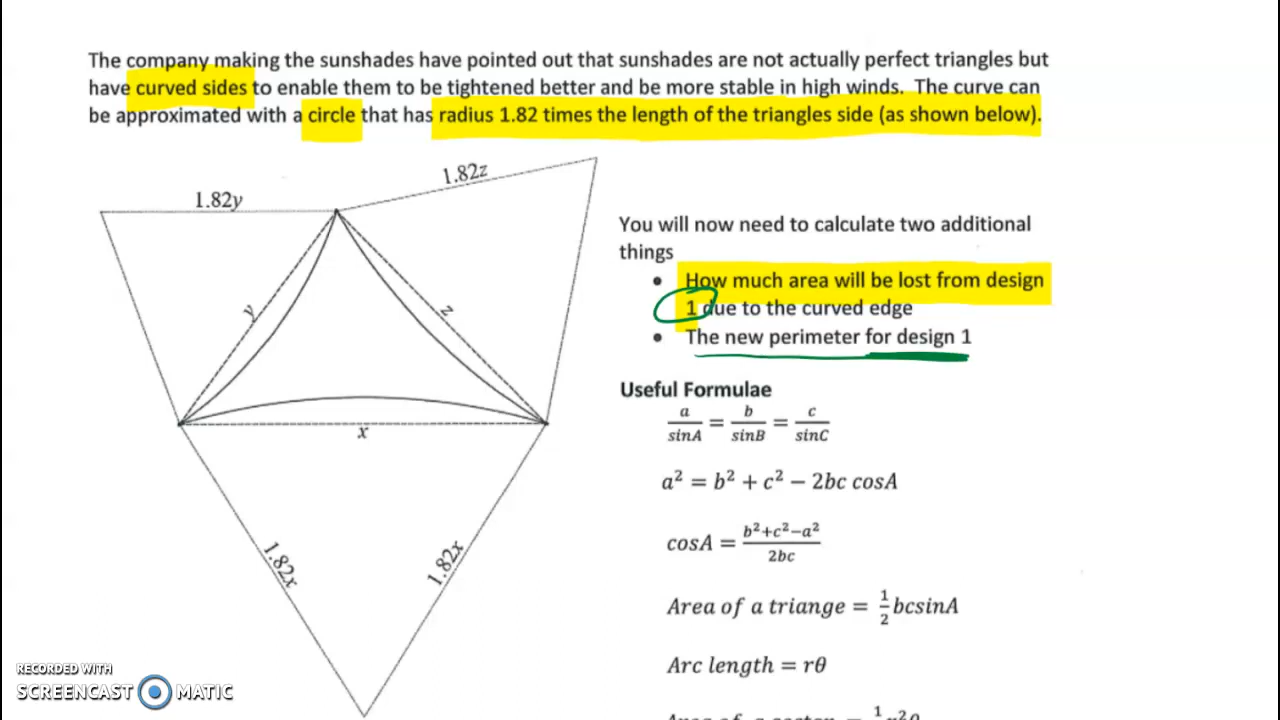 The company making the sunshades have pointed out that sunshades are not actually perfect triangles but
have curved sides to enable them to be tightened better and be more stable in high winds. The curve can
be approximated with a circle that has radius 1.82 times the length of the triangles side (as shown below).
1.82y
1.82z
y
z
x
1.82x
1.82x
You will now need to calculate two additional
things
• How much area will be lost from design
1 due to the curved edge
• The new perimeter for design 1
Useful Formulae
a/sinA = b/sinB = c/sinC
a² = b² + c² − 2bc cosA
cosA = b²+c²−a²/2bc
Area of a triange = 1/2 bcsinA
Arc length = rθ
RECORDED WITH
SCREENCAST MATIC